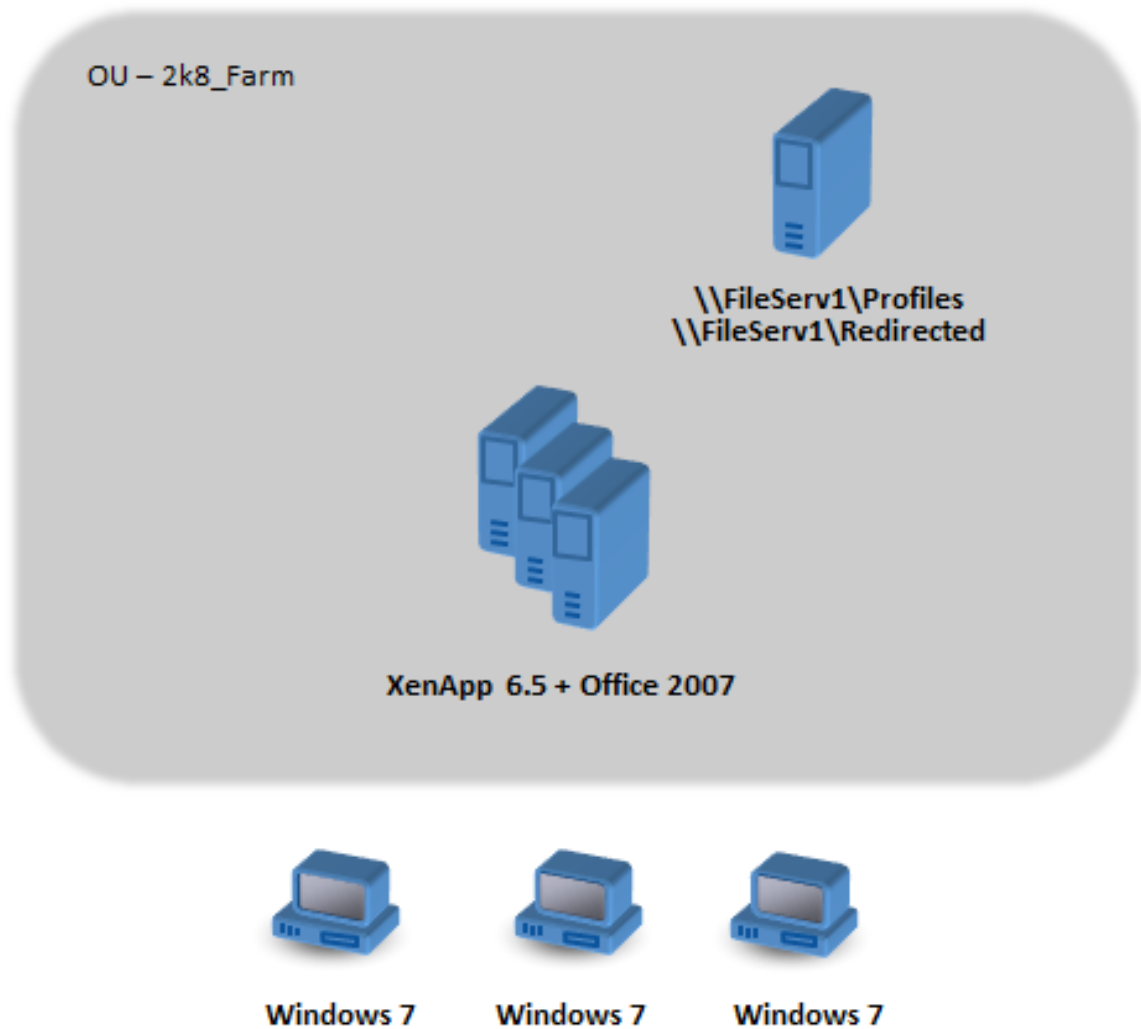 OU – 2k8_Farm
\\FileServ1\Profiles
\\FileServ1\Redirected
XenApp 6.5 + Office 2007
Windows 7
Windows 7
Windows 7